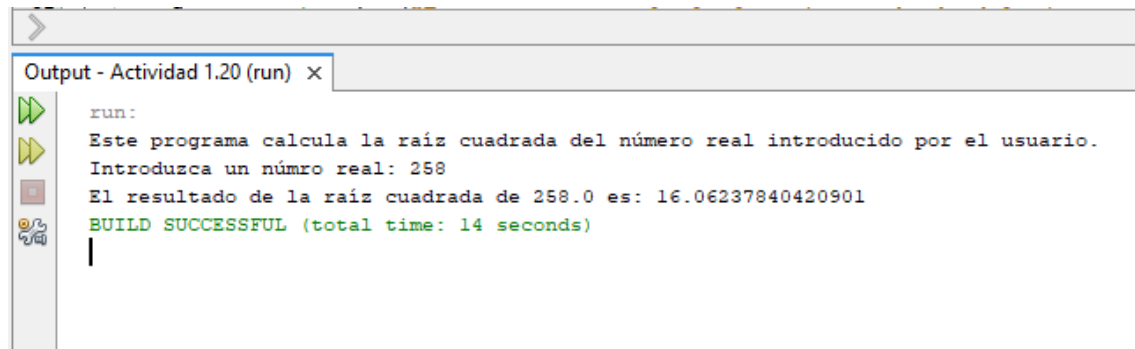 Output - Actividad 1.20 (run) ×
run:
Este programa calcula la raíz cuadrada del número real introducido por el usuario.
Introduzca un númro real: 258
El resultado de la raíz cuadrada de 258.0 es: 16.06237840420901
BUILD SUCCESSFUL (total time: 14 seconds)